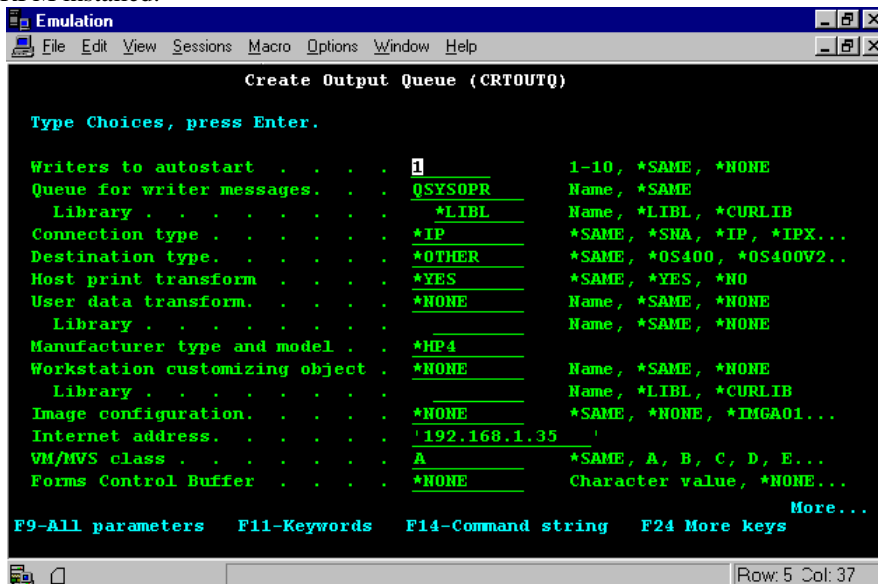 Emulation
File Edit View Sessions Macro Options Window Help
Create Output Queue (CRTOUTQ)
Type Choices, press Enter.
Writers to autostart . . . . 1 1-10, *SAME, *NONE
Queue for writer messages. . . QSYSOPR Name, *SAME
Library . . . . . . . . *LIBL Name, *LIBL, *CURLIB
Connection type . . . . . . *IP *SAME, *SNA, *IP, *IPX...
Destination type. . . . . . *OTHER *SAME, *OS400, *OS400V2..
Host print transform . . . . *YES *SAME, *YES, *NO
User data transform. . . . . *NONE Name, *SAME, *NONE
Library . . . . . . . . Name, *SAME, *NONE
Manufacturer type and model . . *HP4
Workstation customizing object . *NONE Name, *SAME, *NONE
Library . . . . . . . . Name, *LIBL, *CURLIB
Image configuration. . . . . *NONE *SAME, *NONE, *IMGA01...
Internet address. . . . . . '192.168.1.35 '
VM/MVS class . . . . . . . A *SAME, A, B, C, D, E...
Forms Control Buffer . . . . *NONE Character value, *NONE...
More...
F9-All parameters F11-Keywords F14-Command string F24 More keys
Row: 5 Col: 37